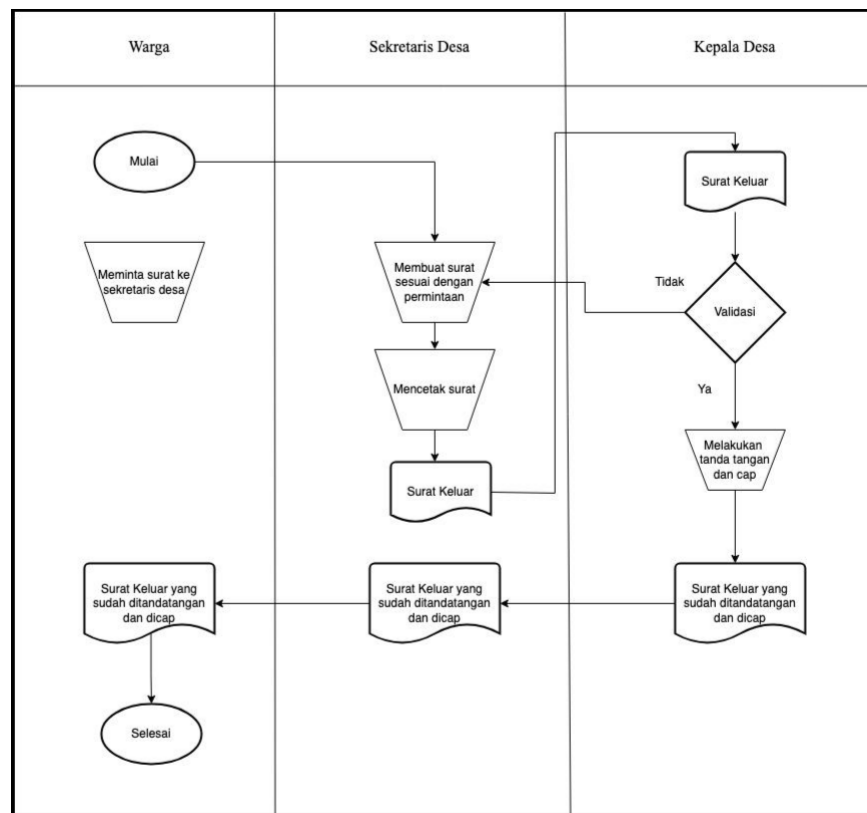 Warga
Sekretaris Desa
Kepala Desa
Mulai
Surat Keluar
Meminta surat ke
sekretaris desa
Membuat surat
sesuai dengan
permintaan
Tidak
Validasi
Mencetak surat
Ya
Melakukan
tanda tangan
dan cap
Surat Keluar
Surat Keluar yang
sudah ditandatangan
dan dicap
Surat Keluar yang
sudah ditandatangan
dan dicap
Surat Keluar yang
sudah ditandatangan
dan dicap
Selesai